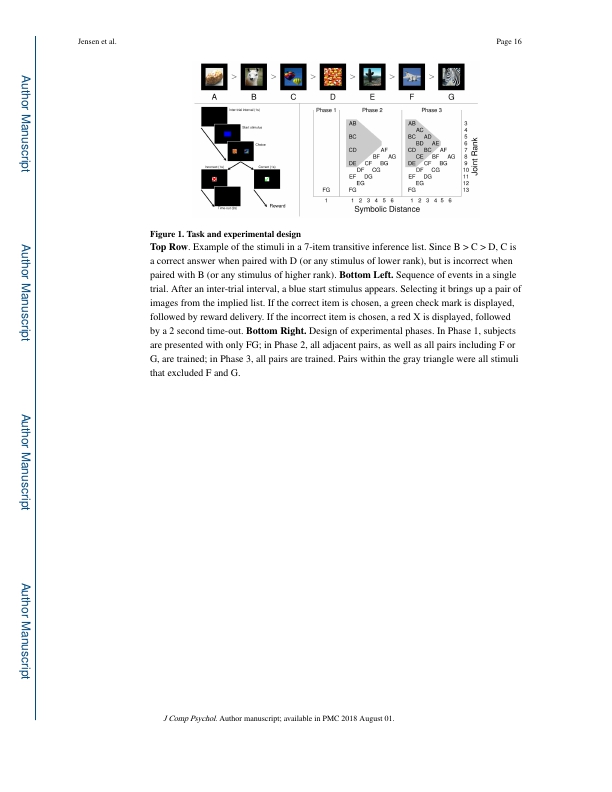 Jensen et al. Page 16
Author Manuscript
Author Manuscript
Author Manuscript
Author Manuscript
> > > > > >
A B C D E F G
Inter-trial Interval (1s)
Start stimulus
Choice
Incorrect (1s) Correct (1s)
Time-out (2s) Reward
Phase 1 Phase 2 Phase 3
AB AB 3
AC 4
BC BC AD 5
BD AE 6
CD AF CD BC AF 7
BF AG CE BF AG 8
DE CF BG DE CF BG 9
DF CG DF CG 10
EF DG EF DG 11
EG EG 12
FG FG FG 13
1 1 2 3 4 5 6 1 2 3 4 5 6
Joint Rank
Symbolic Distance
Figure 1. Task and experimental design
Top Row. Example of the stimuli in a 7-item transitive inference list. Since B > C > D, C is
a correct answer when paired with D (or any stimulus of lower rank), but is incorrect when
paired with B (or any stimulus of higher rank). Bottom Left. Sequence of events in a single
trial. After an inter-trial interval, a blue start stimulus appears. Selecting it brings up a pair of
images from the implied list. If the correct item is chosen, a green check mark is displayed,
followed by reward delivery. If the incorrect item is chosen, a red X is displayed, followed
by a 2 second time-out. Bottom Right. Design of experimental phases. In Phase 1, subjects
are presented with only FG; in Phase 2, all adjacent pairs, as well as all pairs including F or
G, are trained; in Phase 3, all pairs are trained. Pairs within the gray triangle were all stimuli
that excluded F and G.
J Comp Psychol. Author manuscript; available in PMC 2018 August 01.